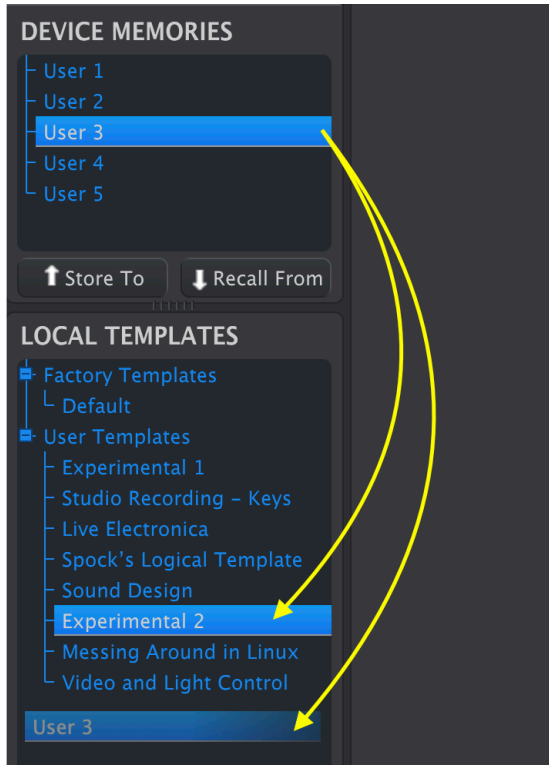 DEVICE MEMORIES
User 1
User 2
User 3
User 4
User 5
Store To Recall From
LOCAL TEMPLATES
Factory Templates
Default
User Templates
Experimental 1
Studio Recording – Keys
Live Electronica
Spock's Logical Template
Sound Design
Experimental 2
Messing Around in Linux
Video and Light Control
User 3